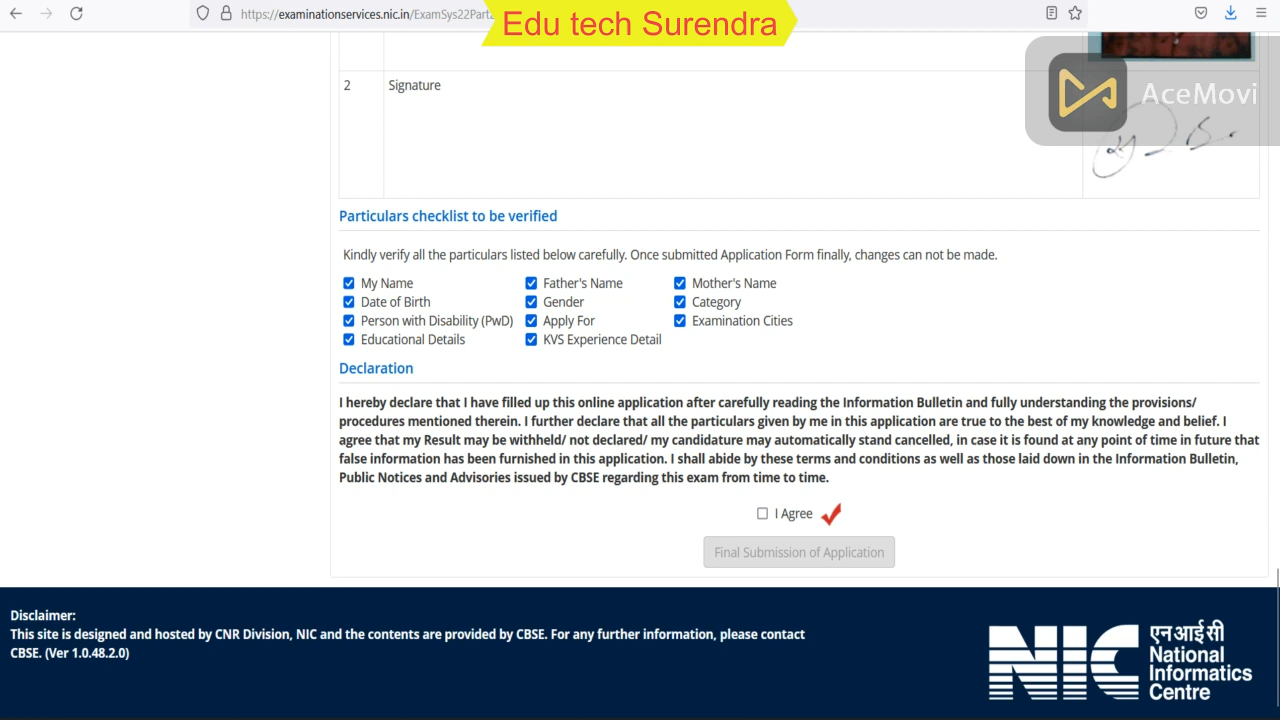 https://examinationservices.nic.in/ExamSys22Part2
Edu tech Surendra
AceMovi
2 Signature
Particulars checklist to be verified
Kindly verify all the particulars listed below carefully. Once submitted Application Form finally, changes can not be made.
My Name Father's Name Mother's Name
Date of Birth Gender Category
Person with Disability (PwD) Apply For Examination Cities
Educational Details KVS Experience Detail
Declaration
I hereby declare that I have filled up this online application after carefully reading the Information Bulletin and fully understanding the provisions/
procedures mentioned therein. I further declare that all the particulars given by me in this application are true to the best of my knowledge and belief. I
agree that my Result may be withheld/ not declared/ my candidature may automatically stand cancelled, in case it is found at any point of time in future that
false information has been furnished in this application. I shall abide by these terms and conditions as well as those laid down in the Information Bulletin,
Public Notices and Advisories issued by CBSE regarding this exam from time to time.
I Agree
Final Submission of Application
Disclaimer:
This site is designed and hosted by CNR Division, NIC and the contents are provided by CBSE. For any further information, please contact
CBSE. (Ver 1.0.48.2.0)
NIC
एन आई सी
National
Informatics
Centre